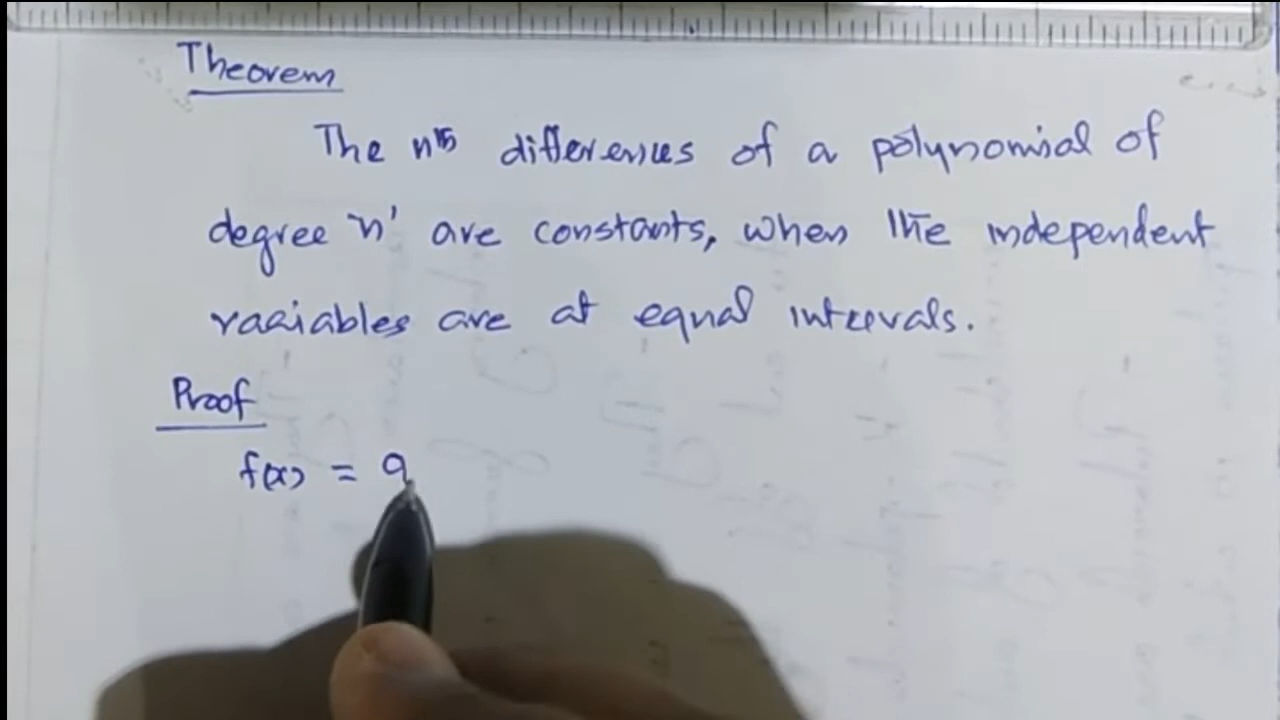 Theorem
The nth differences of a polynomial of
degree 'n' are constants, when the independent
variables are at equal intervals.
Proof
f(x) = a